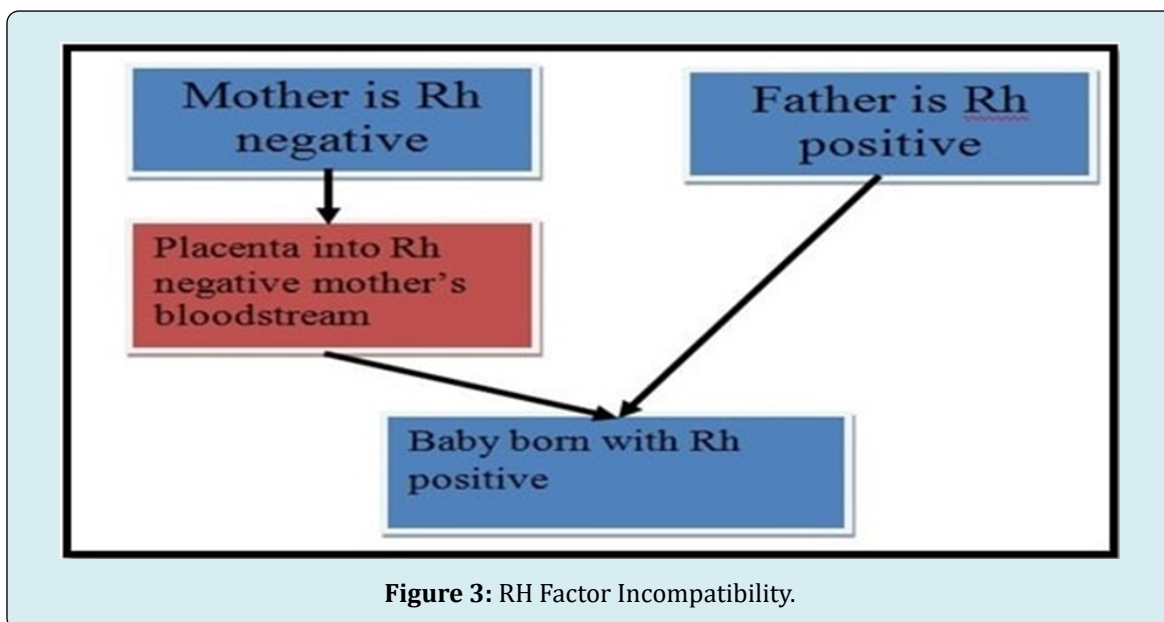 Mother is Rh
negative
Father is Rh
positive
Placenta into Rh
negative mother's
bloodstream
Baby born with Rh
positive
Figure 3: RH Factor Incompatibility.